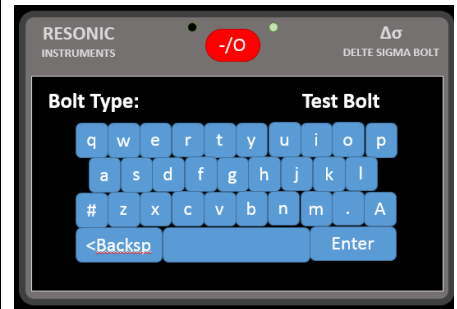 RESONIC
INSTRUMENTS
-/O
Δσ
DELTE SIGMA BOLT
Bolt Type: Test Bolt
q w e r t y u i o p
a s d f g h j k l
# z x c v b n m . A
<Backsp Enter